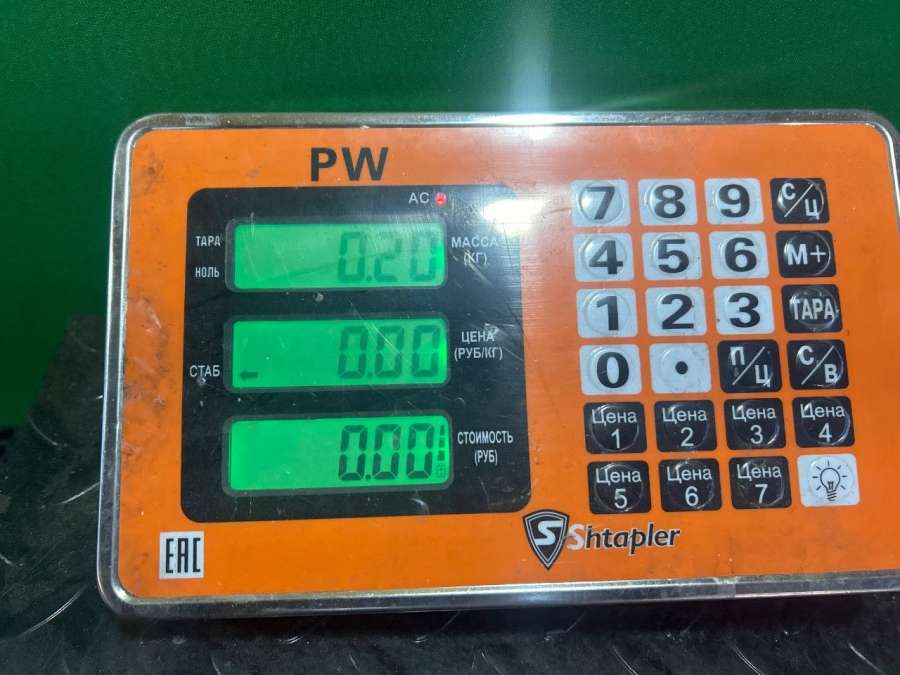 PW
AC
ТАРА
НОЛЬ
0.20
МАССА
(КГ)
СТАБ
0.00
ЦЕНА
(РУБ/КГ)
0.00
СТОИМОСТЬ
(РУБ)
7 8 9 С/Ц
4 5 6 М+
1 2 3 ТАРА
0 . П/Ц С/В
Цена 1 Цена 2 Цена 3 Цена 4
Цена 5 Цена 6 Цена 7
EAC
S Shtapler